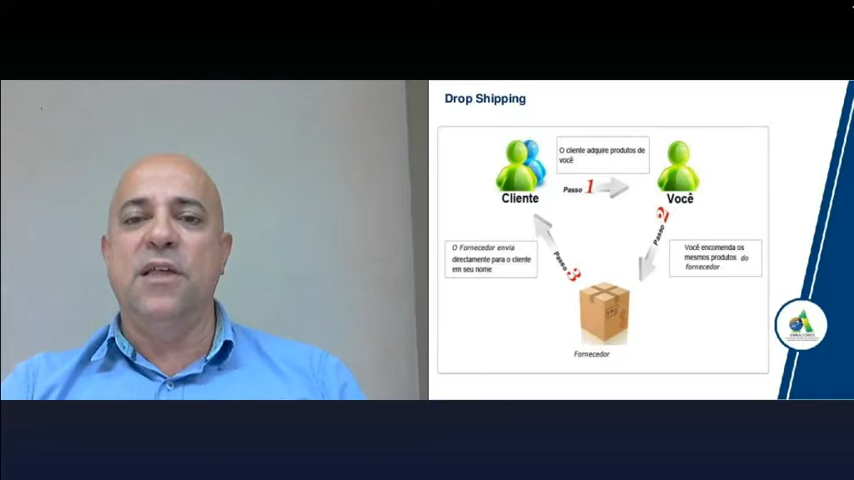 Drop Shipping
O cliente adquire produtos de
você
Passo 1
Cliente
Você
Passo 2
O Fornecedor envia
directamente para o cliente
em seu nome
Passo 3
Você encomenda os
mesmos produtos do
fornecedor
Fornecedor